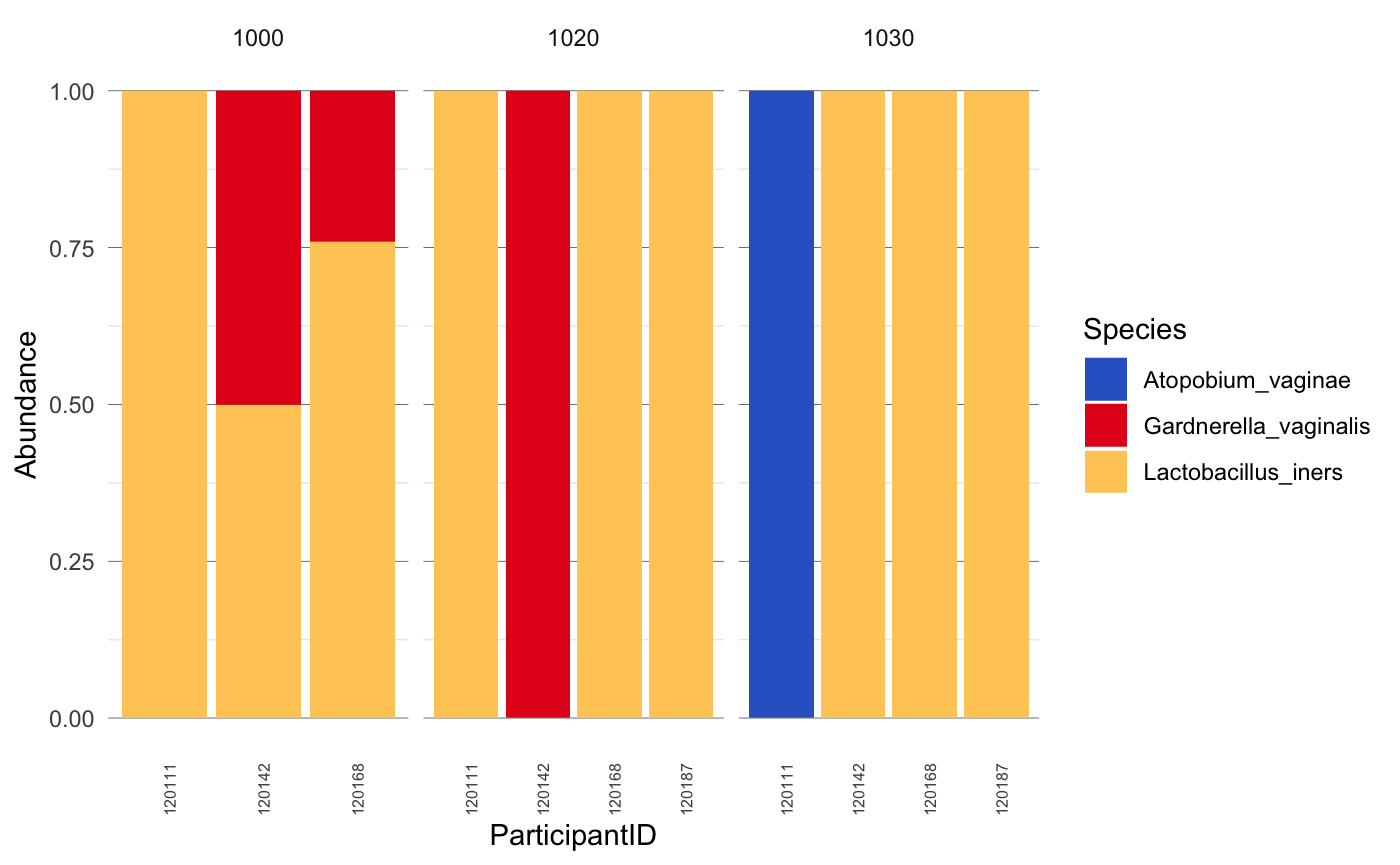 1000 1020 1030
1.00
0.75
0.50
0.25
0.00
Abundance
120111 120142 120168 120111 120142 120168 120187 120111 120142 120168 120187
ParticipantID
Species
Atopobium_vaginae
Gardnerella_vaginalis
Lactobacillus_iners